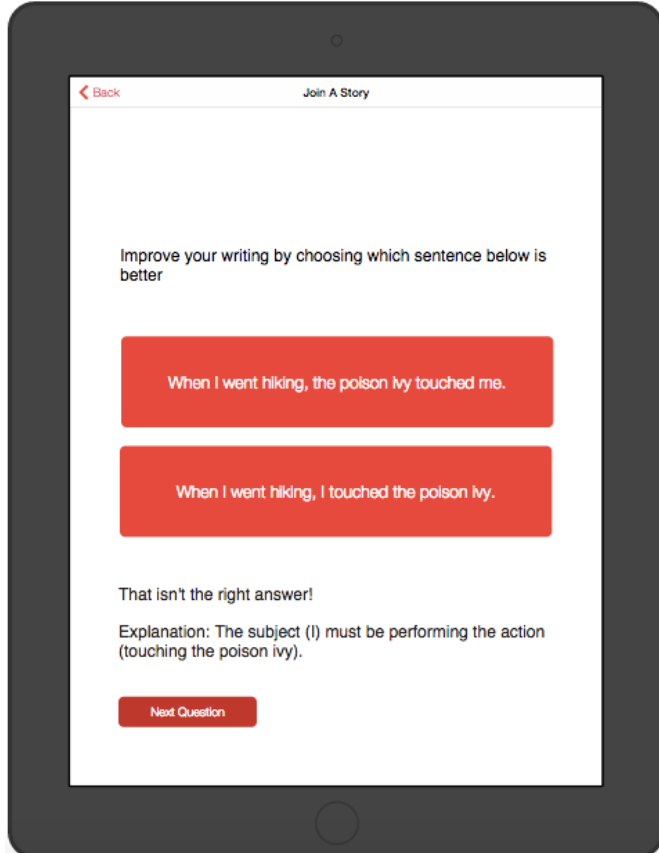 Back
Join A Story
Improve your writing by choosing which sentence below is
better
When I went hiking, the poison ivy touched me.
When I went hiking, I touched the poison ivy.
That isn't the right answer!
Explanation: The subject (I) must be performing the action
(touching the poison ivy).
Next Question